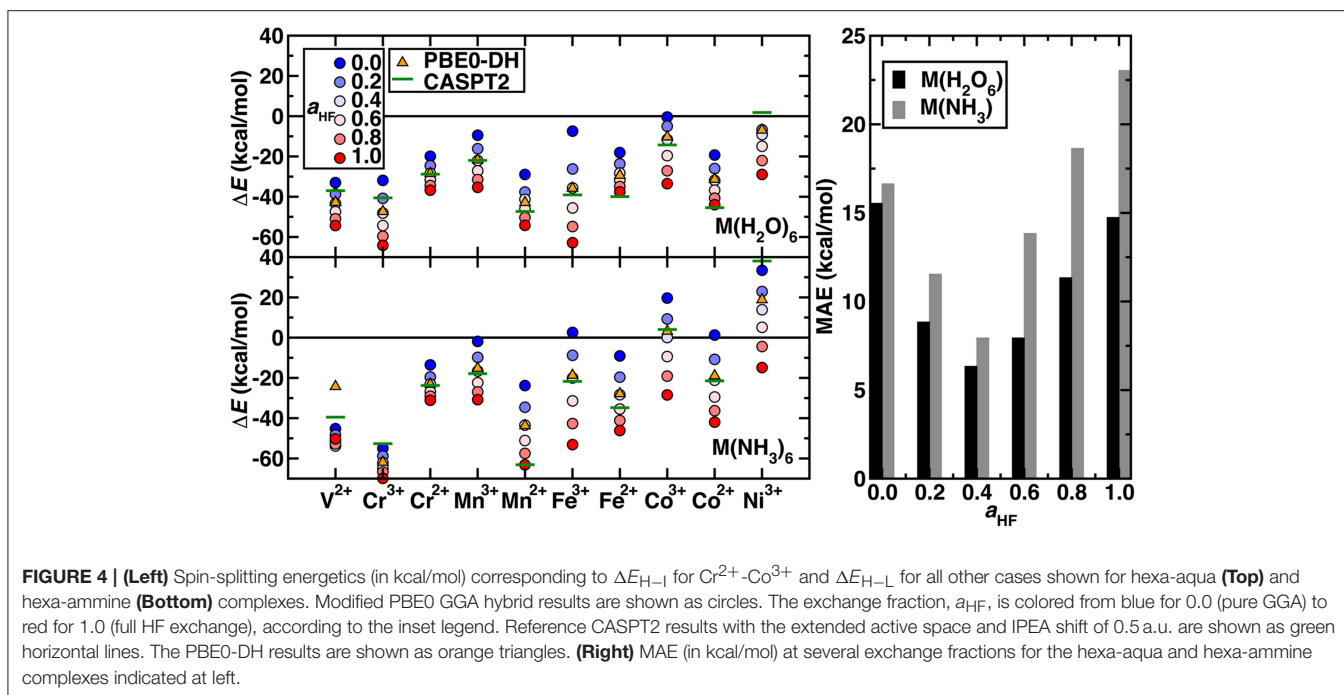 40
20
0
-20
-40
-60
ΔE (kcal/mol)
a_HF
0.0
0.2
0.4
0.6
0.8
1.0
PBE0-DH
CASPT2
M(H₂O)₆
40
20
0
-20
-40
-60
ΔE (kcal/mol)
M(NH₃)₆
V²⁺ Cr³⁺ Cr²⁺ Mn³⁺ Mn²⁺ Fe³⁺ Fe²⁺ Co³⁺ Co²⁺ Ni³⁺
25
20
15
10
5
0
MAE (kcal/mol)
M(H₂O₆)
M(NH₃)
0.0 0.2 0.4 0.6 0.8 1.0
a_HF
FIGURE 4 | (Left) Spin-splitting energetics (in kcal/mol) corresponding to ΔE_H–I for Cr²⁺-Co³⁺ and ΔE_H–L for all other cases shown for hexa-aqua (Top) and
hexa-ammine (Bottom) complexes. Modified PBE0 GGA hybrid results are shown as circles. The exchange fraction, a_HF, is colored from blue for 0.0 (pure GGA) to
red for 1.0 (full HF exchange), according to the inset legend. Reference CASPT2 results with the extended active space and IPEA shift of 0.5 a.u. are shown as green
horizontal lines. The PBE0-DH results are shown as orange triangles. (Right) MAE (in kcal/mol) at several exchange fractions for the hexa-aqua and hexa-ammine
complexes indicated at left.